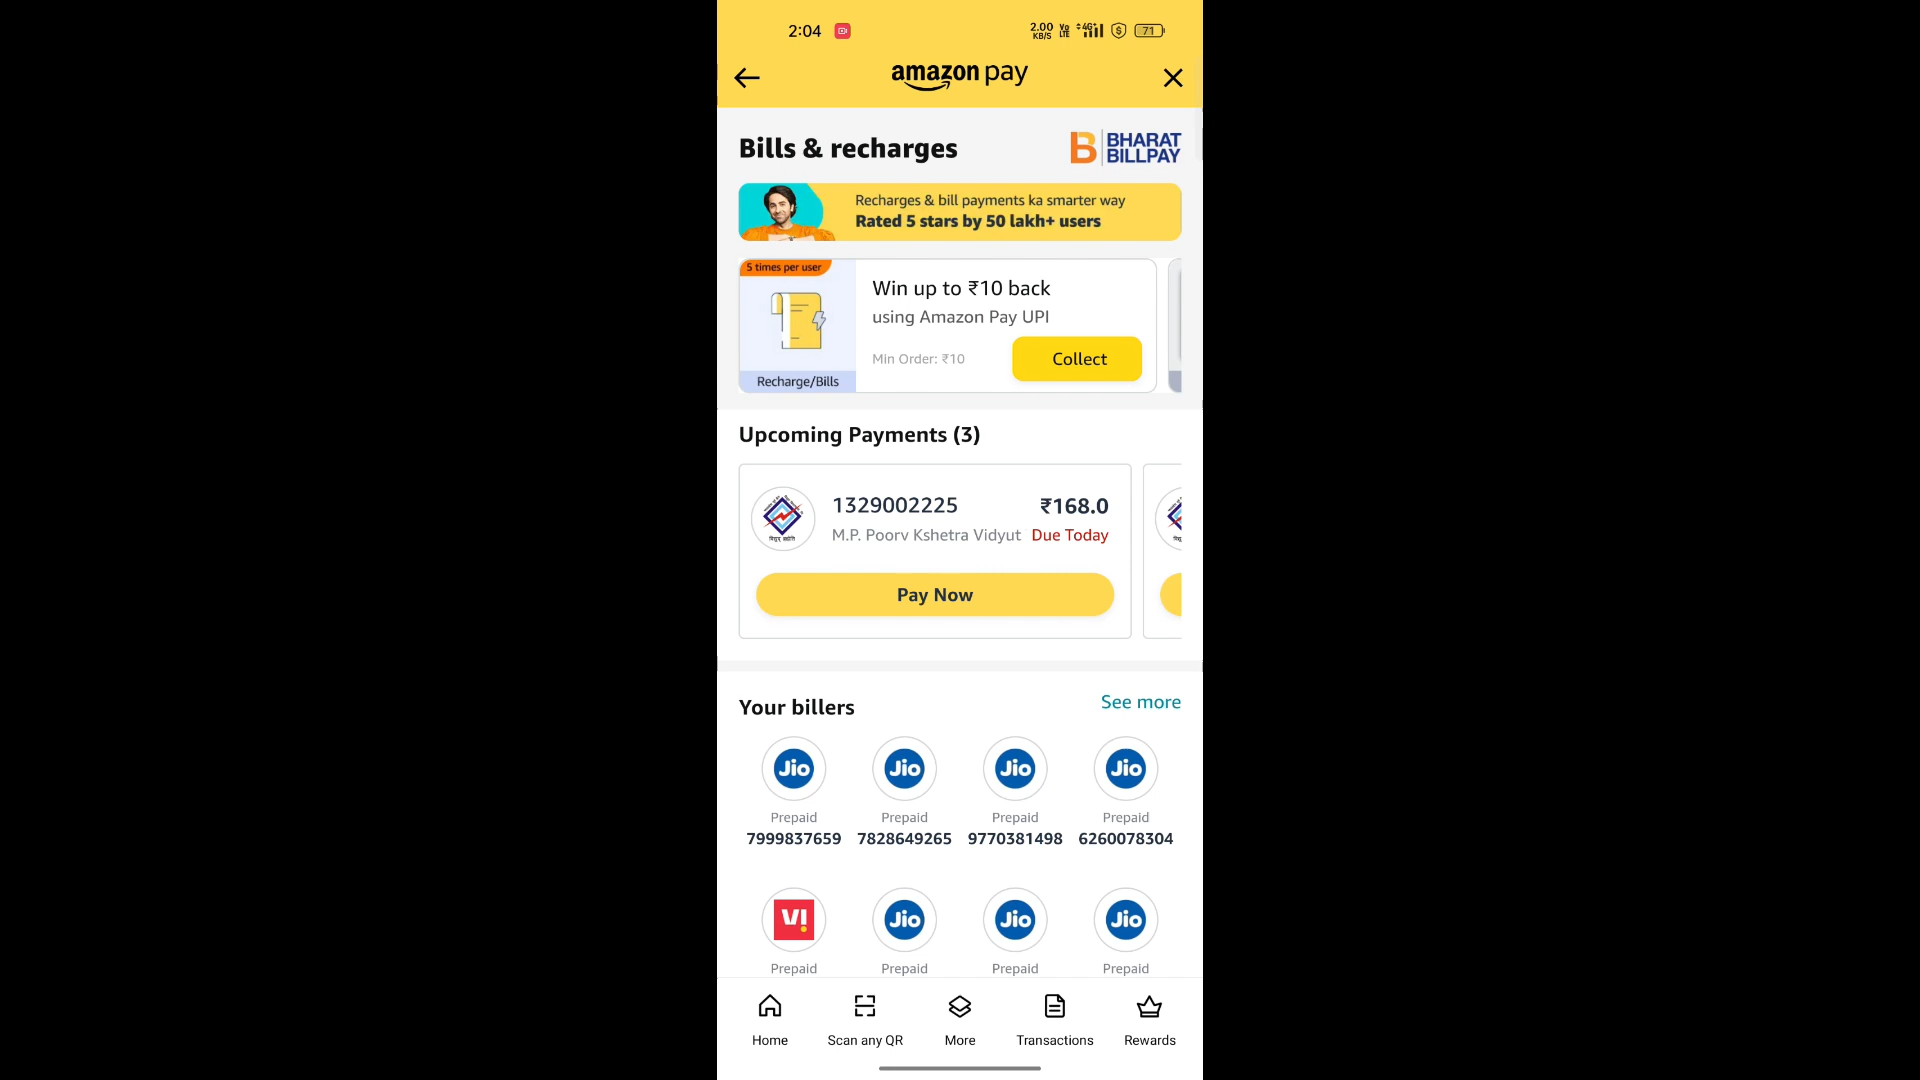 2:04
2.00
KB/S
Vo
LTE
4G+
71
amazon pay
Bills & recharges
BHARAT
BILLPAY
Recharges & bill payments ka smarter way
Rated 5 stars by 50 lakh+ users
5 times per user
Recharge/Bills
Win up to ₹10 back
using Amazon Pay UPI
Min Order: ₹10
Collect
Upcoming Payments (3)
1329002225 ₹168.0
M.P. Poorv Kshetra Vidyut Due Today
Pay Now
Your billers
See more
Jio Jio Jio Jio
Prepaid Prepaid Prepaid Prepaid
7999837659 7828649265 9770381498 6260078304
VI Jio Jio Jio
Prepaid Prepaid Prepaid Prepaid
Home Scan any QR More Transactions Rewards